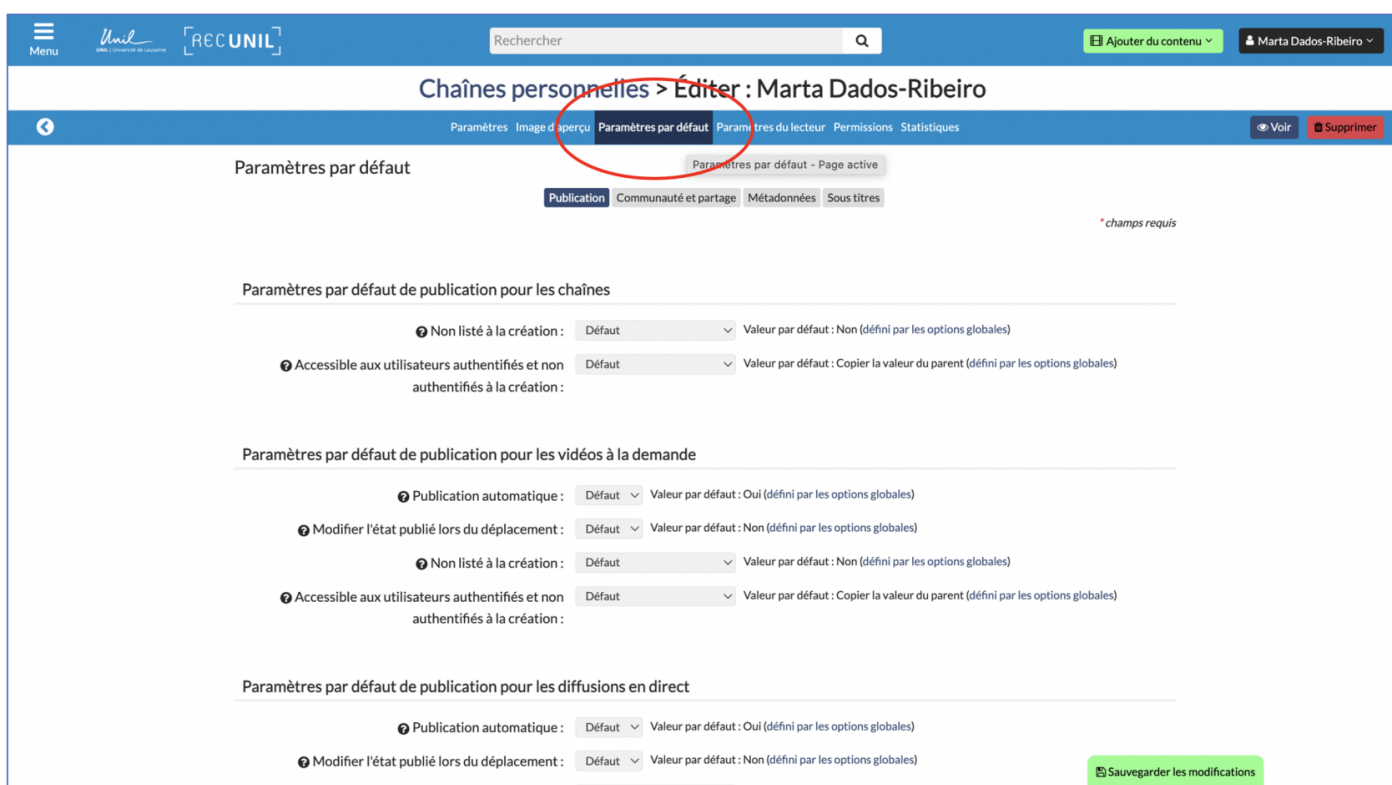 Menu
Unil
UNIL | Université de Lausanne
[RECUNIL]
Rechercher
Ajouter du contenu
Marta Dados-Ribeiro
Chaînes personnelles > Éditer : Marta Dados-Ribeiro
Paramètres Image d'aperçu Paramètres par défaut Paramètres du lecteur Permissions Statistiques
Voir
Supprimer
Paramètres par défaut
Paramètres par défaut - Page active
Publication Communauté et partage Métadonnées Sous titres
* champs requis
Paramètres par défaut de publication pour les chaînes
Non listé à la création : Défaut Valeur par défaut : Non (défini par les options globales)
Accessible aux utilisateurs authentifiés et non Défaut Valeur par défaut : Copier la valeur du parent (défini par les options globales)
authentifiés à la création :
Paramètres par défaut de publication pour les vidéos à la demande
Publication automatique : Défaut Valeur par défaut : Oui (défini par les options globales)
Modifier l'état publié lors du déplacement : Défaut Valeur par défaut : Non (défini par les options globales)
Non listé à la création : Défaut Valeur par défaut : Non (défini par les options globales)
Accessible aux utilisateurs authentifiés et non Défaut Valeur par défaut : Copier la valeur du parent (défini par les options globales)
authentifiés à la création :
Paramètres par défaut de publication pour les diffusions en direct
Publication automatique : Défaut Valeur par défaut : Oui (défini par les options globales)
Modifier l'état publié lors du déplacement : Défaut Valeur par défaut : Non (défini par les options globales)
Sauvegarder les modifications